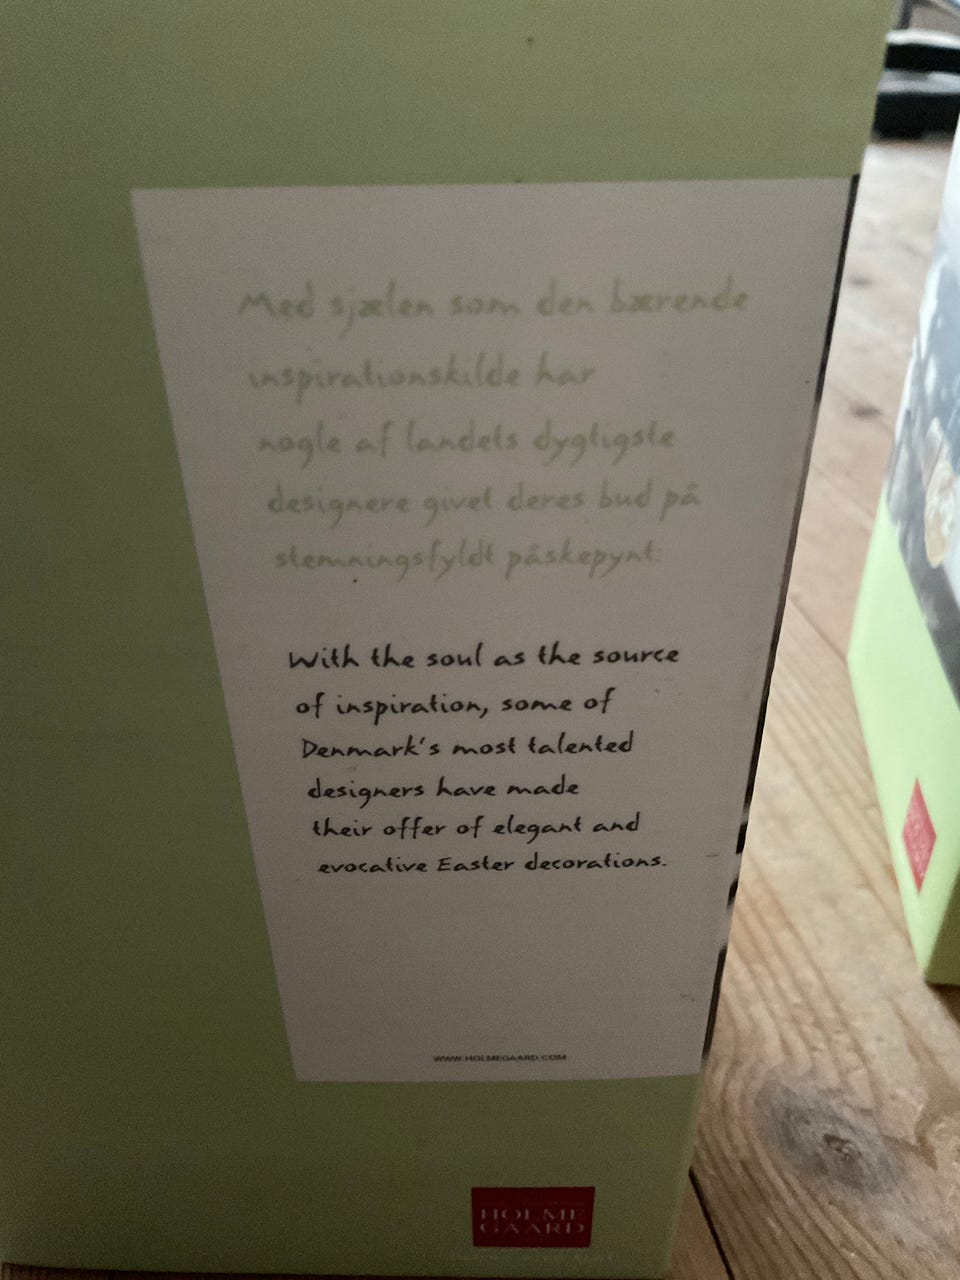 Med sjælen som den bærende
inspirationskilde har
nogle af landets dygtigste
designere givet deres bud på
stemningsfyldt påskepynt.
With the soul as the source
of inspiration, some of
Denmark's most talented
designers have made
their offer of elegant and
evocative Easter decorations.
WWW.HOLMEGAARD.COM
HOLME
GAARD